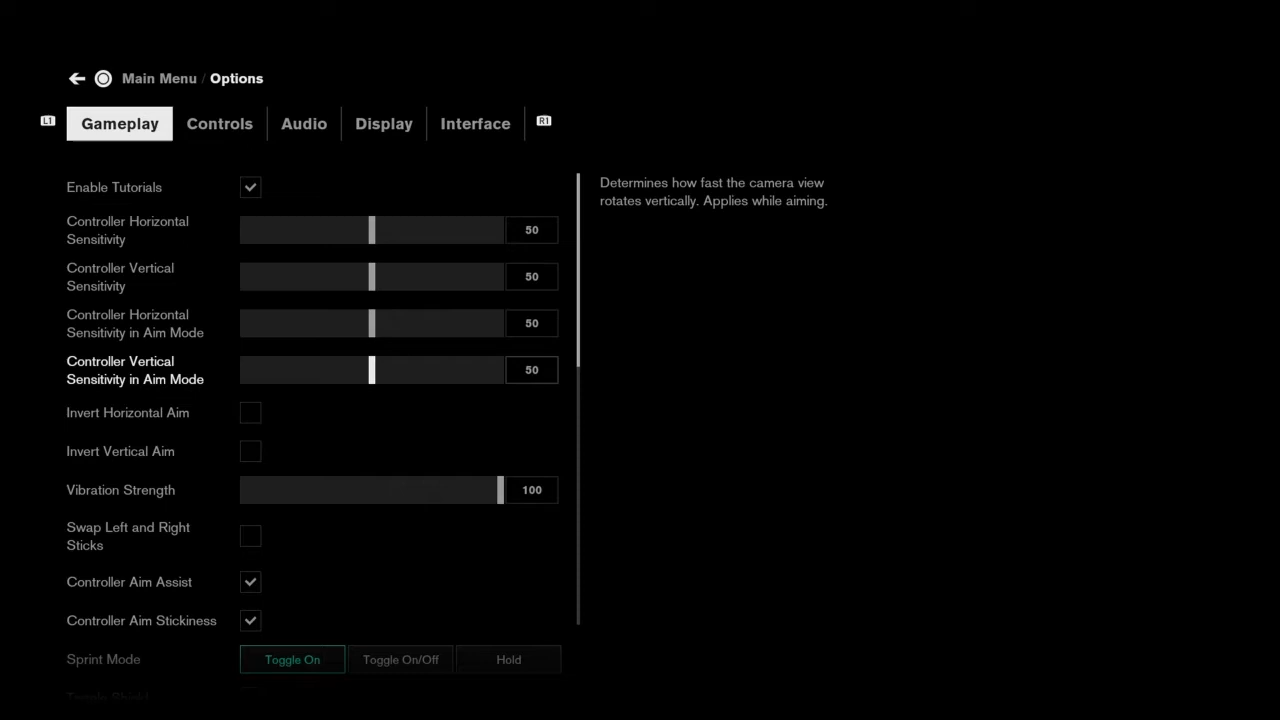 Main Menu / Options
L1 Gameplay Controls Audio Display Interface R1
Enable Tutorials
Determines how fast the camera view
rotates vertically. Applies while aiming.
Controller Horizontal
Sensitivity
50
Controller Vertical
Sensitivity
50
Controller Horizontal
Sensitivity in Aim Mode
50
Controller Vertical
Sensitivity in Aim Mode
50
Invert Horizontal Aim
Invert Vertical Aim
Vibration Strength
100
Swap Left and Right
Sticks
Controller Aim Assist
Controller Aim Stickiness
Sprint Mode Toggle On Toggle On/Off Hold